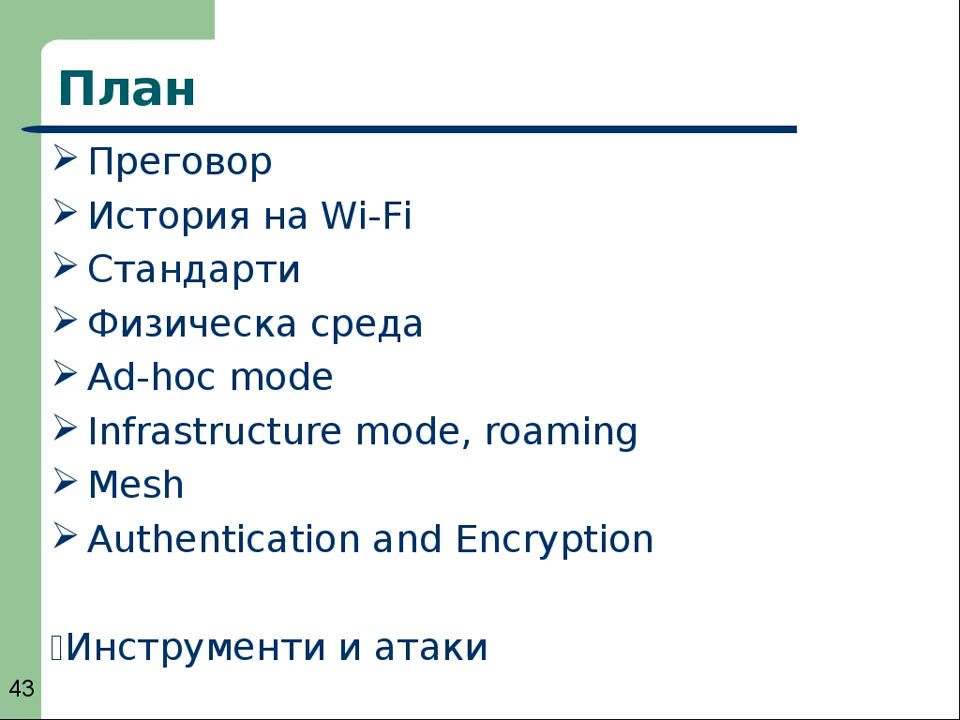 План
Преговор
История на Wi-Fi
Стандарти
Физическа среда
Ad-hoc mode
Infrastructure mode, roaming
Mesh
Authentication and Encryption
Инструменти и атаки
43